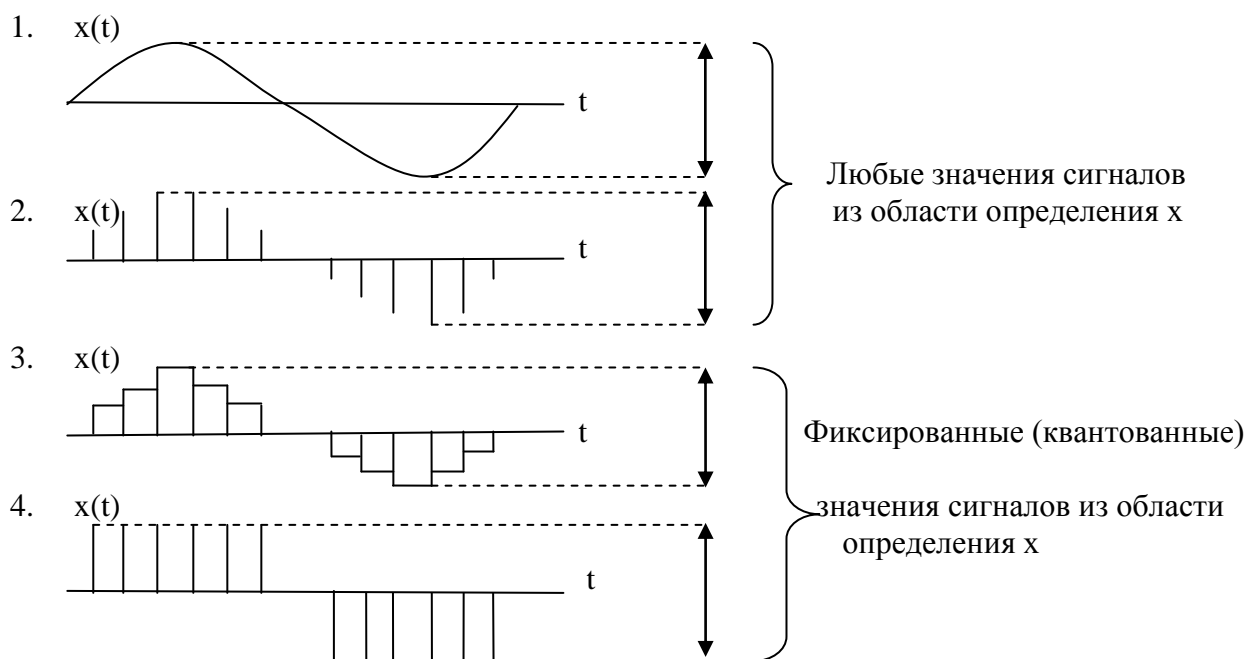 1. x(t)
t
Любые значения сигналов
из области определения x
2. x(t)
t
3. x(t)
t
Фиксированные (квантованные)
значения сигналов из области
определения x
4. x(t)
t